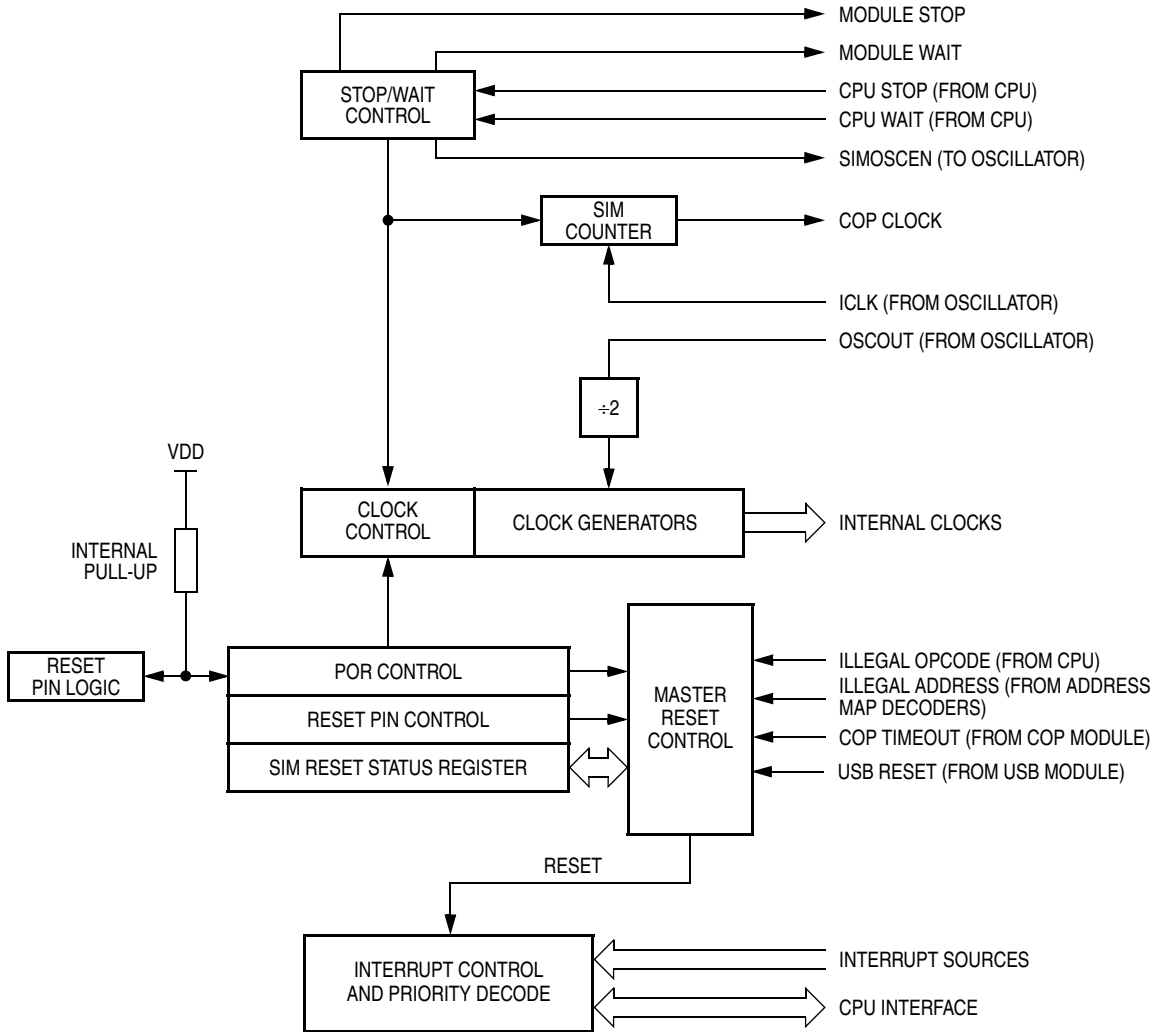 MODULE STOP
MODULE WAIT
STOP/WAIT
CONTROL
CPU STOP (FROM CPU)
CPU WAIT (FROM CPU)
SIMOSCEN (TO OSCILLATOR)
SIM
COUNTER
COP CLOCK
ICLK (FROM OSCILLATOR)
OSCOUT (FROM OSCILLATOR)
÷2
VDD
INTERNAL
PULL-UP
CLOCK
CONTROL
CLOCK GENERATORS
INTERNAL CLOCKS
RESET
PIN LOGIC
POR CONTROL
RESET PIN CONTROL
SIM RESET STATUS REGISTER
MASTER
RESET
CONTROL
ILLEGAL OPCODE (FROM CPU)
ILLEGAL ADDRESS (FROM ADDRESS
MAP DECODERS)
COP TIMEOUT (FROM COP MODULE)
USB RESET (FROM USB MODULE)
RESET
INTERRUPT CONTROL
AND PRIORITY DECODE
INTERRUPT SOURCES
CPU INTERFACE